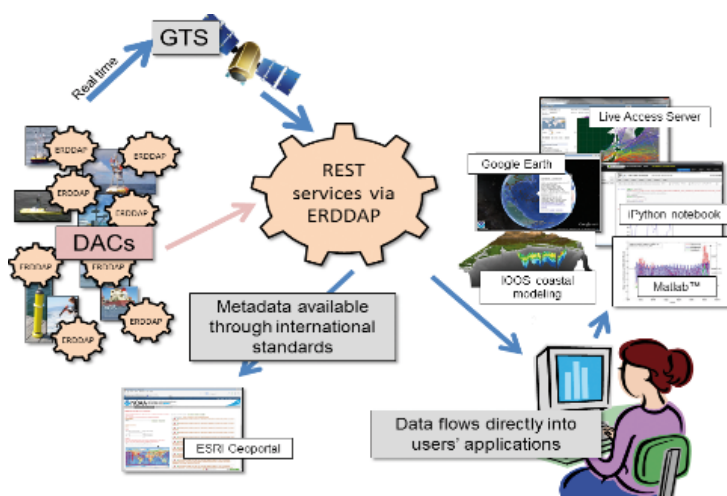 GTS
Real time
ERDDAP
ERDDAP
ERDDAP
ERDDAP
DACs
ERDDAP
ERDDAP
ERDDAP
ERDDAP
REST
services via
ERDDAP
Live Access Server
Google Earth
iPython notebook
IOOS coastal
modeling
Matlab™
Metadata available
through international
standards
ESRI Geoportal
Data flows directly into
users' applications